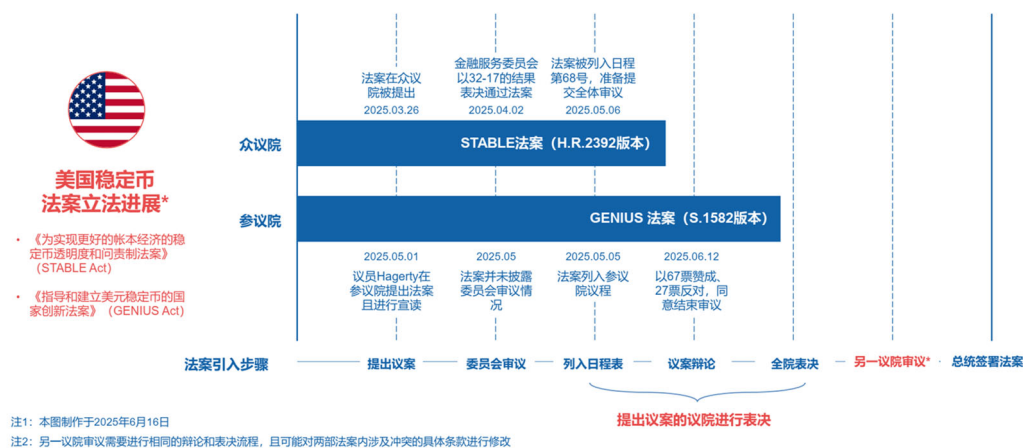 美国稳定币
法案立法进展*
• 《为实现更好的帐本经济的稳
定币透明度和问责制法案》
（STABLE Act）
• 《指导和建立美元稳定币的国
家创新法案》（GENIUS Act）
法案在众议
院被提出
2025.03.26
金融服务委员会
以32-17的结果
表决通过法案
2025.04.02
法案被列入日程
第68号，准备提
交全体审议
2025.05.06
众议院
STABLE法案（H.R.2392版本）
参议院
GENIUS 法案（S.1582版本）
2025.05.01
议员Hagerty在
参议院提出法案
且进行宣读
2025.05
法案并未披露
委员会审议情
况
2025.05.05
法案列入参议
院议程
2025.06.12
以67票赞成、
27票反对，同
意结束审议
法案引入步骤
提出议案
委员会审议
列入日程表
议案辩论
全院表决
另一议院审议*
总统签署法案
提出议案的议院进行表决
注1：本图制作于2025年6月16日
注2：另一议院审议需要进行相同的辩论和表决流程，且可能对两部法案内涉及冲突的具体条款进行修改